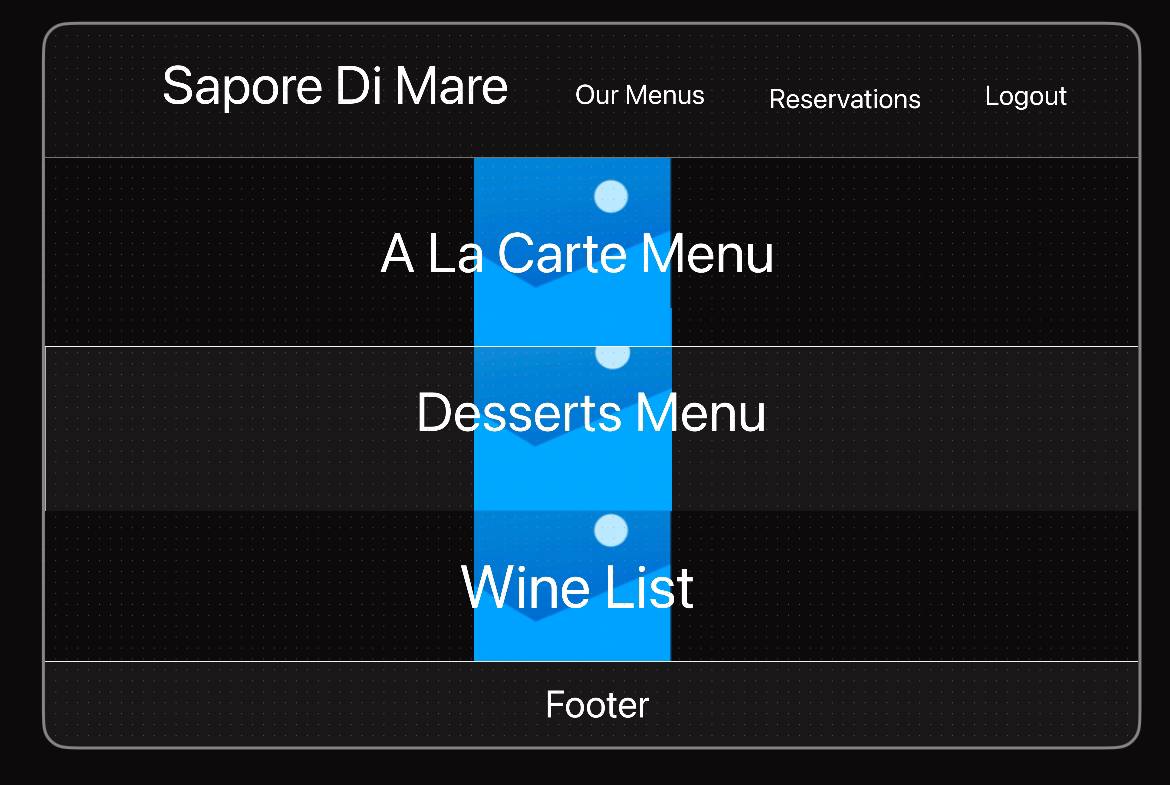 Sapore Di Mare Our Menus Reservations Logout
A La Carte Menu
Desserts Menu
Wine List
Footer